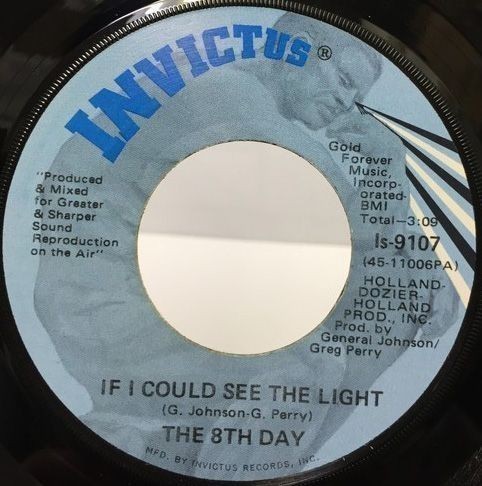 INVICTUS®
"Produced
& Mixed
for Greater
& Sharper
Sound
Reproduction
on the Air"
Gold
Forever
Music,
Incorp-
orated-
BMI
Total—3:09
Is-9107
(45-11006PA)
HOLLAND-
DOZIER-
HOLLAND
PROD., INC.
Prod. by
General Johnson/
Greg Perry
IF I COULD SEE THE LIGHT
(G. Johnson-G. Perry)
THE 8TH DAY
MFD. BY INVICTUS RECORDS, INC.